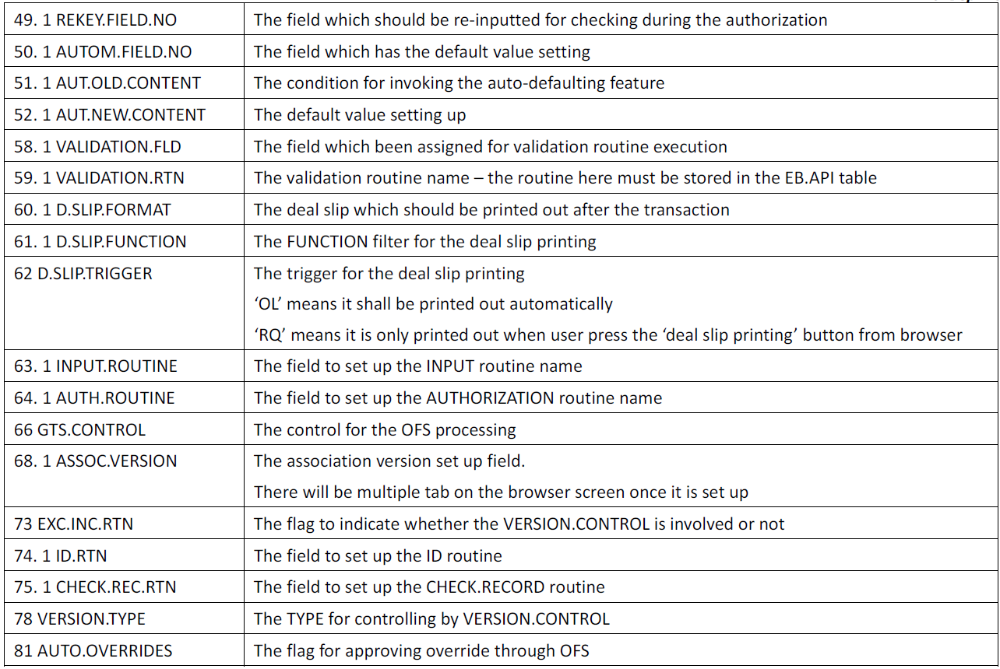 49. 1 REKEY.FIELD.NO The field which should be re-inputted for checking during the authorization
50. 1 AUTOM.FIELD.NO The field which has the default value setting
51. 1 AUT.OLD.CONTENT The condition for invoking the auto-defaulting feature
52. 1 AUT.NEW.CONTENT The default value setting up
58. 1 VALIDATION.FLD The field which been assigned for validation routine execution
59. 1 VALIDATION.RTN The validation routine name – the routine here must be stored in the EB.API table
60. 1 D.SLIP.FORMAT The deal slip which should be printed out after the transaction
61. 1 D.SLIP.FUNCTION The FUNCTION filter for the deal slip printing
62 D.SLIP.TRIGGER The trigger for the deal slip printing
‘OL’ means it shall be printed out automatically
‘RQ’ means it is only printed out when user press the ‘deal slip printing’ button from browser
63. 1 INPUT.ROUTINE The field to set up the INPUT routine name
64. 1 AUTH.ROUTINE The field to set up the AUTHORIZATION routine name
66 GTS.CONTROL The control for the OFS processing
68. 1 ASSOC.VERSION The association version set up field.
There will be multiple tab on the browser screen once it is set up
73 EXC.INC.RTN The flag to indicate whether the VERSION.CONTROL is involved or not
74. 1 ID.RTN The field to set up the ID routine
75. 1 CHECK.REC.RTN The field to set up the CHECK.RECORD routine
78 VERSION.TYPE The TYPE for controlling by VERSION.CONTROL
81 AUTO.OVERRIDES The flag for approving override through OFS